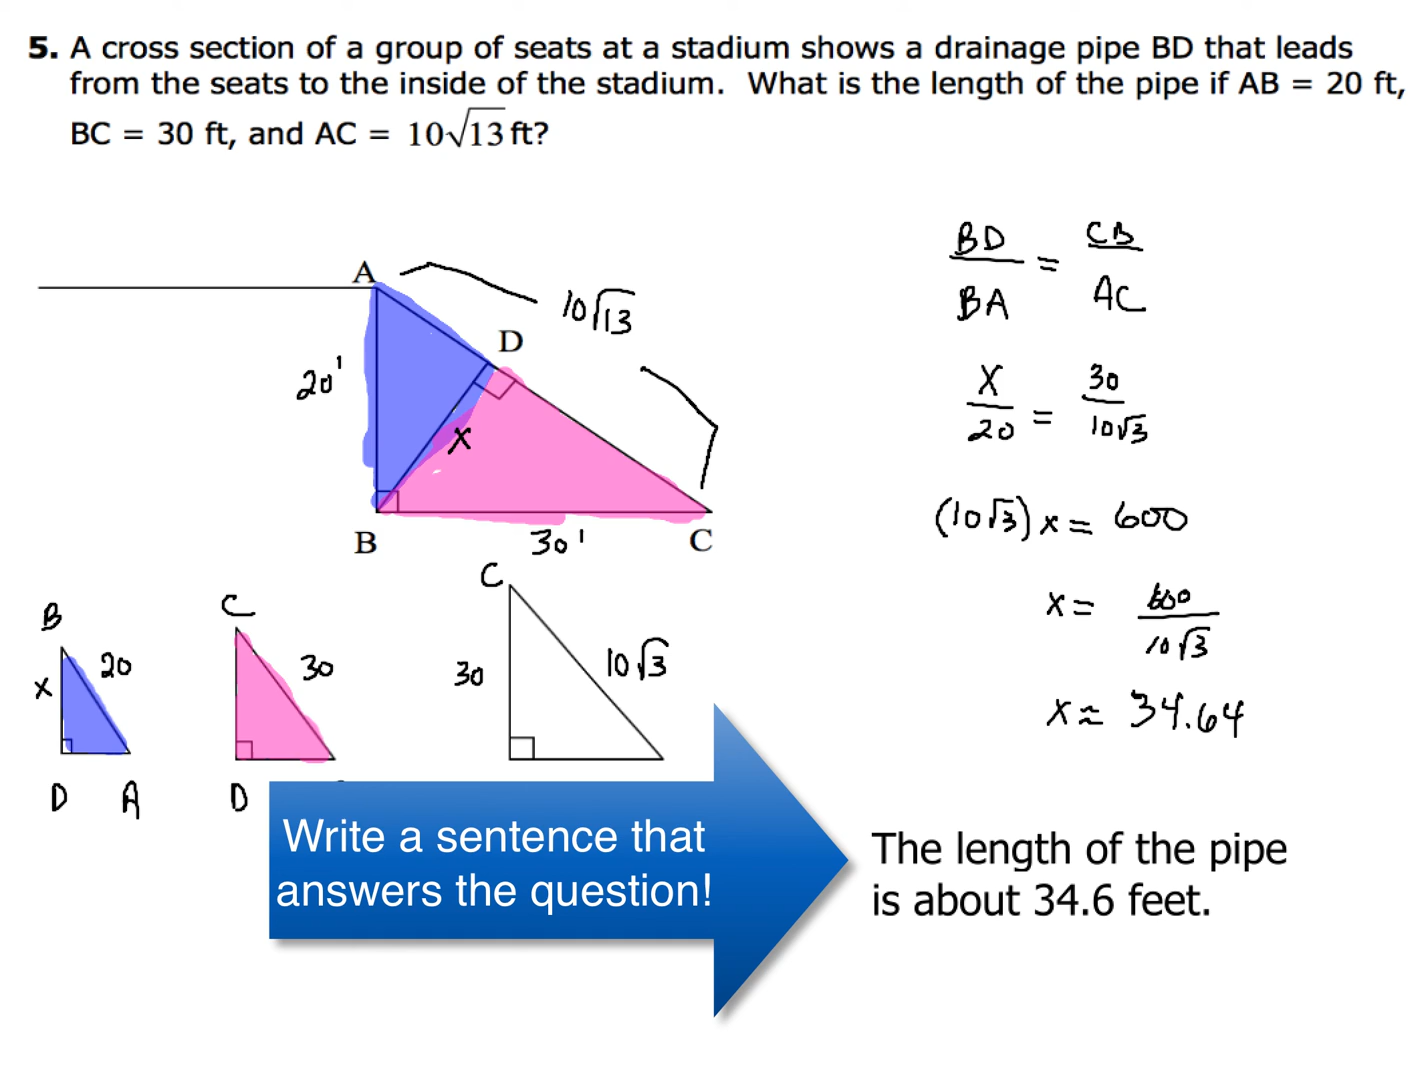 5. A cross section of a group of seats at a stadium shows a drainage pipe BD that leads
from the seats to the inside of the stadium. What is the length of the pipe if AB = 20 ft,
BC = 30 ft, and AC = 10√13 ft?
A
10√13
D
20'
x
B
30'
C
BD/BA = CB/AC
x/20 = 30/10√3
(10√3)x = 600
x = 600/10√3
x ≈ 34.64
B
x
20
D
A
C
30
D
C
30
10√3
Write a sentence that
answers the question!
The length of the pipe
is about 34.6 feet.